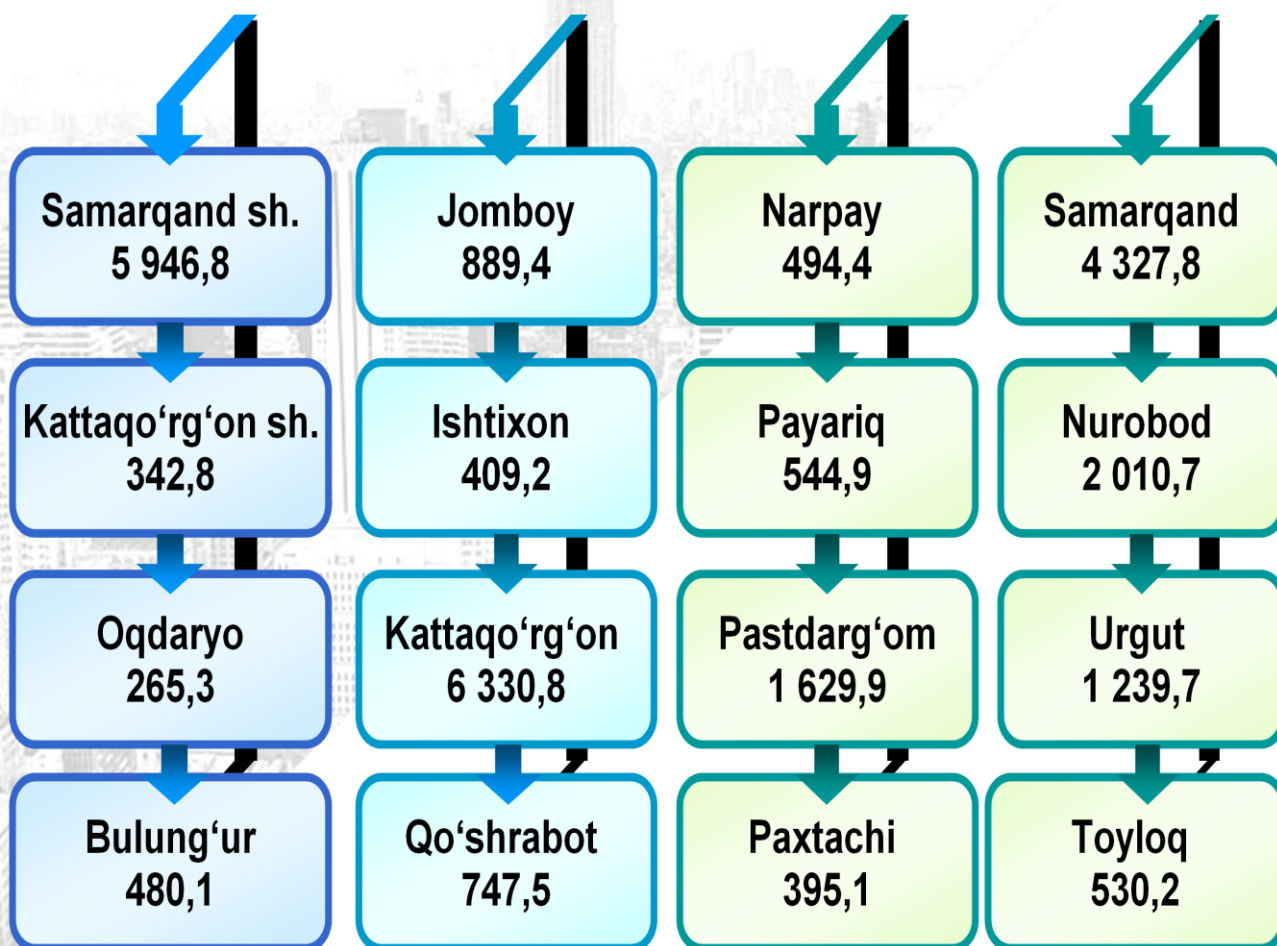 Samarqand sh.
5 946,8
Kattaqo‘rg‘on sh.
342,8
Oqdaryo
265,3
Bulung‘ur
480,1
Jomboy
889,4
Ishtixon
409,2
Kattaqo‘rg‘on
6 330,8
Qo‘shrabot
747,5
Narpay
494,4
Payariq
544,9
Pastdarg‘om
1 629,9
Paxtachi
395,1
Samarqand
4 327,8
Nurobod
2 010,7
Urgut
1 239,7
Toyloq
530,2